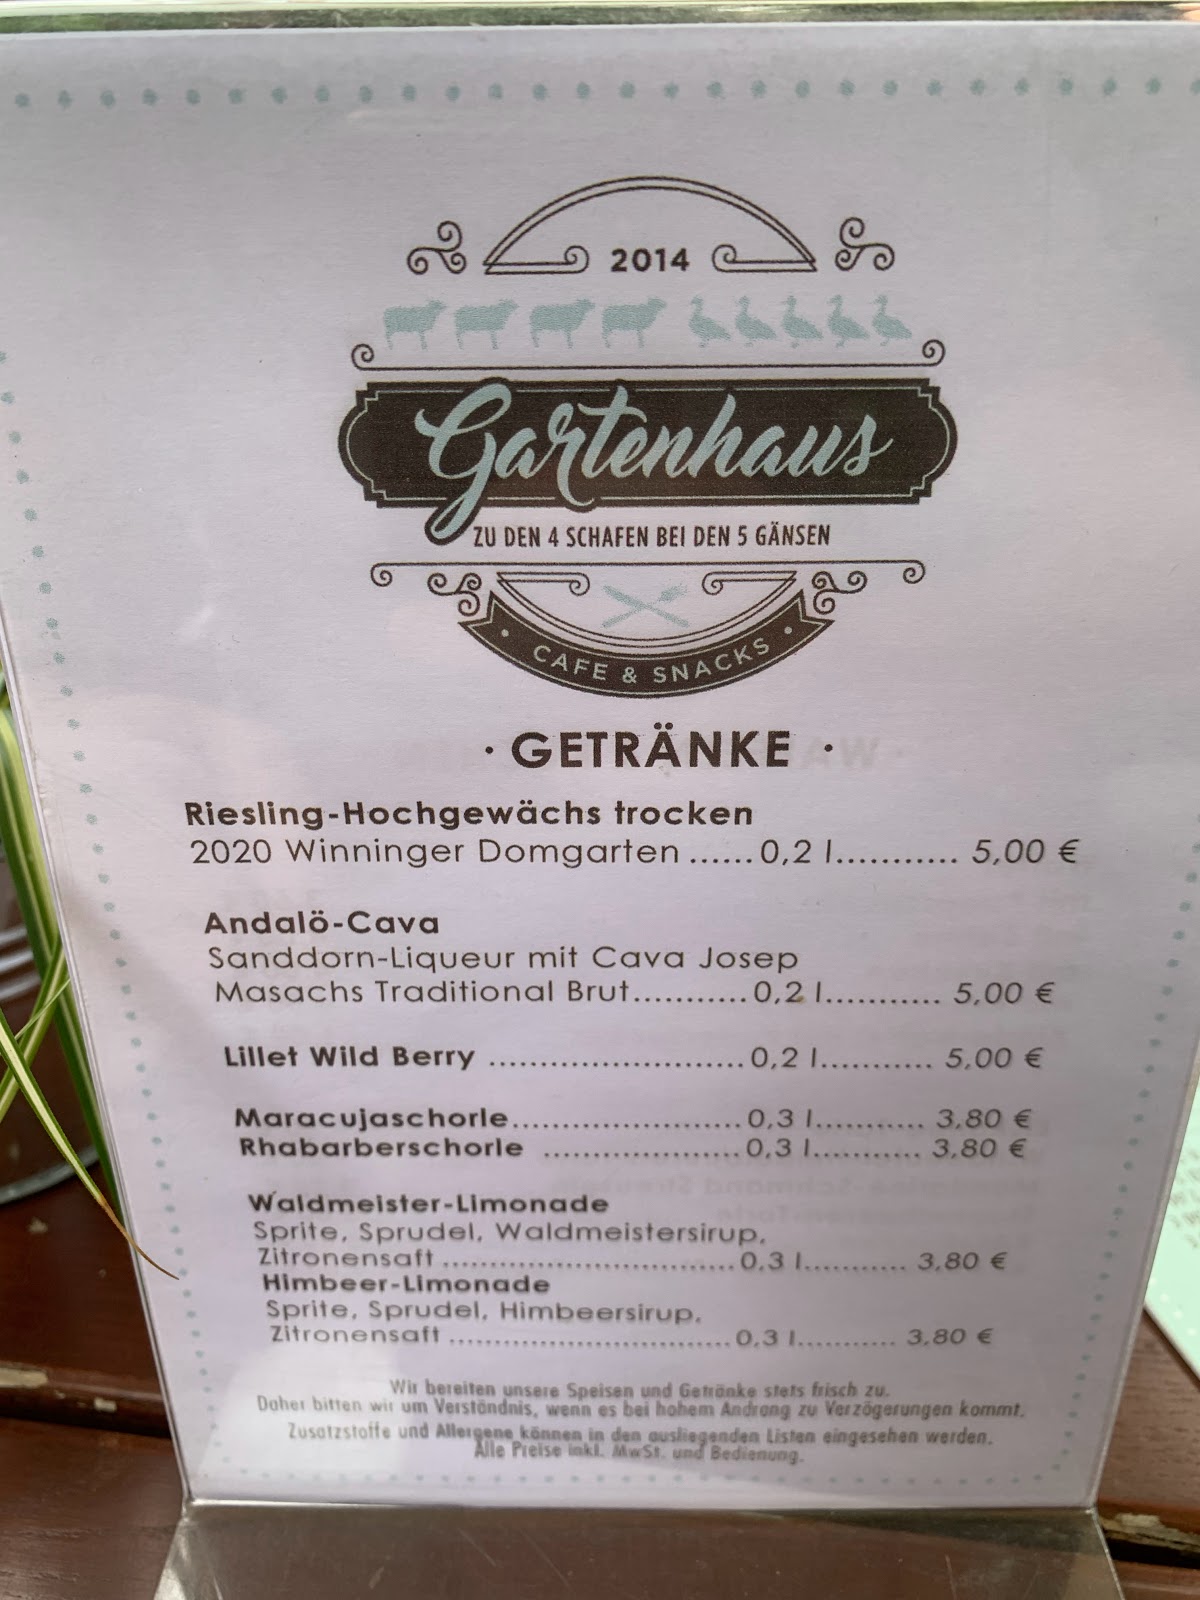 2014
Gartenhaus
ZU DEN 4 SCHAFEN BEI DEN 5 GÄNSEN
• CAFE & SNACKS •
· GETRÄNKE ·
Riesling-Hochgewächs trocken
2020 Winninger Domgarten ......0,2 l........... 5,00 €
Andalö-Cava
Sanddorn-Liqueur mit Cava Josep
Masachs Traditional Brut...........0,2 l........... 5,00 €
Lillet Wild Berry .........................0,2 l........... 5,00 €
Maracujaschorle.......................0,3 l........... 3,80 €
Rhabarberschorle ....................0,3 l........... 3,80 €
Waldmeister-Limonade
Sprite, Sprudel, Waldmeistersirup,
Zitronensaft ..............................0,3 l........... 3,80 €
Himbeer-Limonade
Sprite, Sprudel, Himbeersirup,
Zitronensaft ..............................0,3 l........... 3,80 €
Wir bereiten unsere Speisen und Getränke stets frisch zu.
Daher bitten wir um Verständnis, wenn es bei hohem Andrang zu Verzögerungen kommt.
Zusatzstoffe und Allergene können in den ausliegenden Listen eingesehen werden.
Alle Preise inkl. MwSt. und Bedienung.